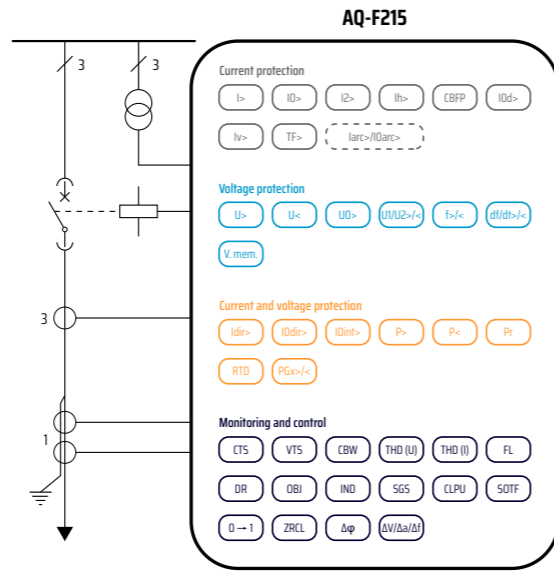 AQ-F215
3
3
Current protection
I> I0> I2> Ih> CBFP I0d>
Iv> TF> Iarc>/I0arc>
Voltage protection
U> U< U0> U1/U2>/< f>/< df/dt>/<
V. mem.
Current and voltage protection
3
Idir> I0dir> I0int> P> P< Pr
RTD PGx>/<
Monitoring and control
1
CTS VTS CBW THD (U) THD (I) FL
DR OBJ IND SGS CLPU SOTF
0 → 1 ZRCL Δφ ΔV/Δa/Δf